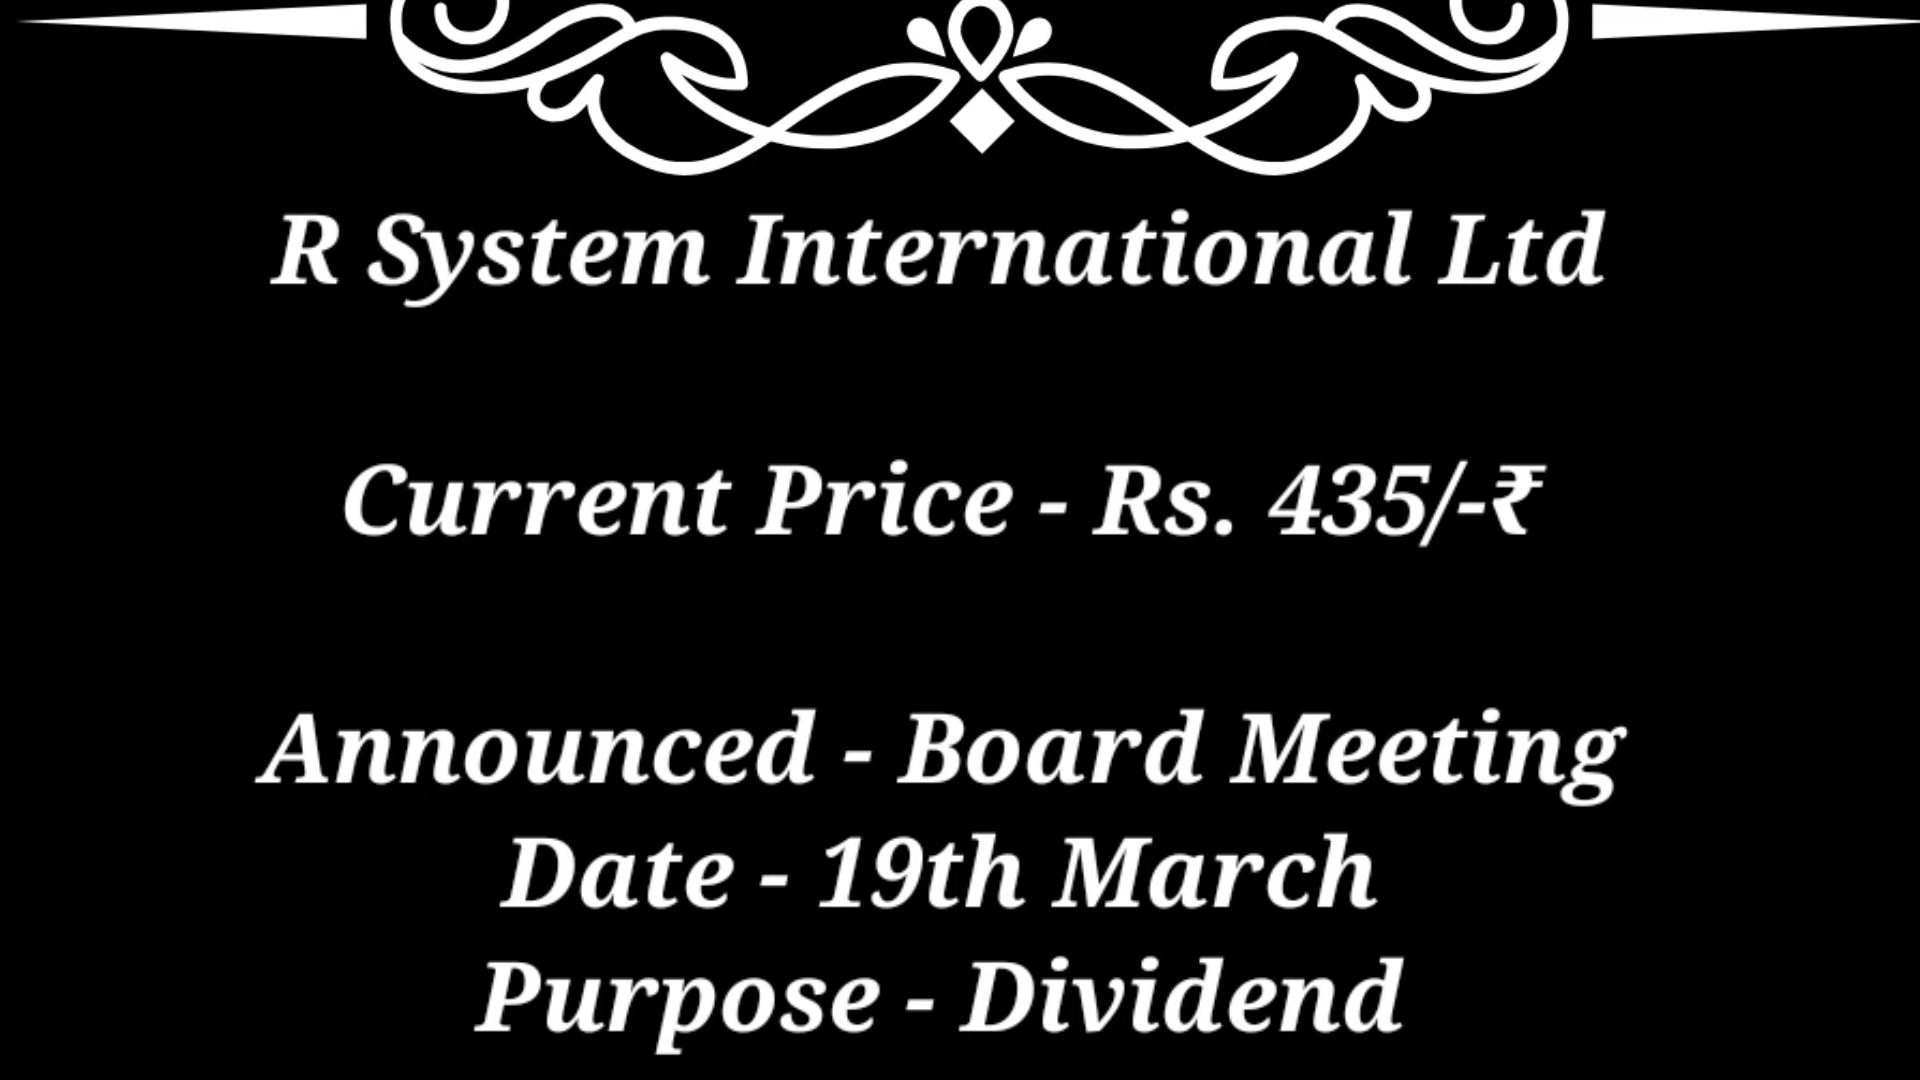 R System International Ltd
Current Price - Rs. 435/-₹
Announced - Board Meeting
Date - 19th March
Purpose - Dividend